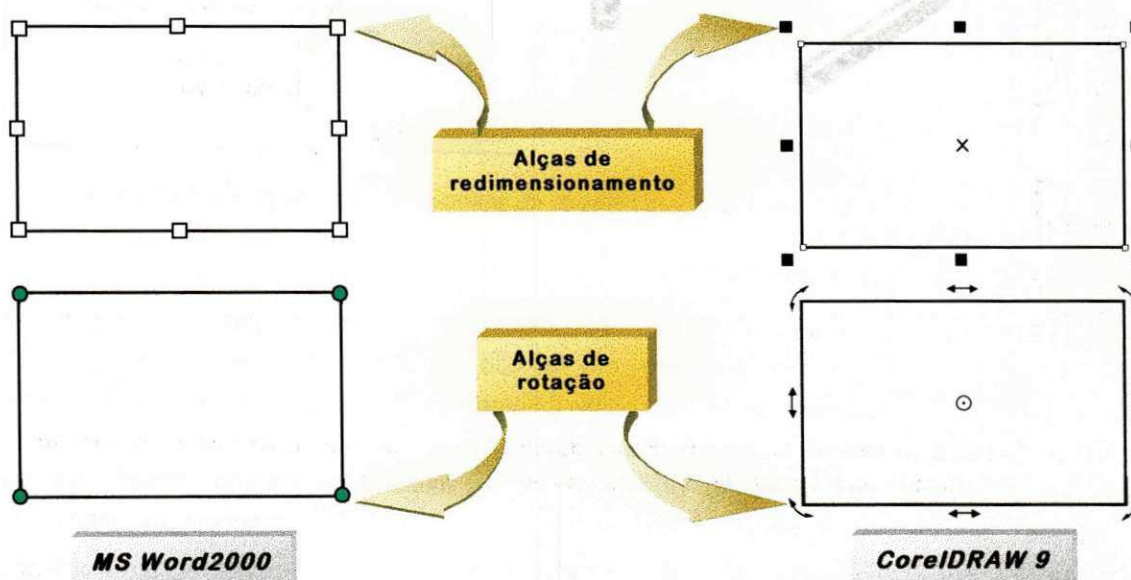 Alças de
redimensionamento
Alças de
rotação
MS Word2000
CorelDRAW 9